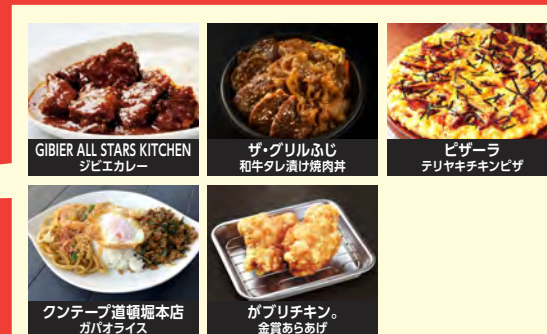 GIBIER ALL STARS KITCHEN
ジビエカレー
ザ・グリルふじ
和牛タレ漬け焼肉丼
ピザーラ
テリヤキチキンピザ
クンテープ道頓堀本店
ガパオライス
がブリチキン。
金賞あらあげ